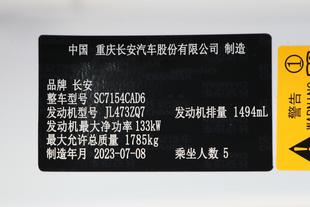 中国 重庆长安汽车股份有限公司 制造
品牌 长安
整车型号 SC7154CAD6
发动机型号 JL473ZQ7 发动机排量 1494mL
发动机最大净功率 133kW
最大允许总质量 1785kg
制造年月 2023-07-08 乘坐人数 5
① 警告